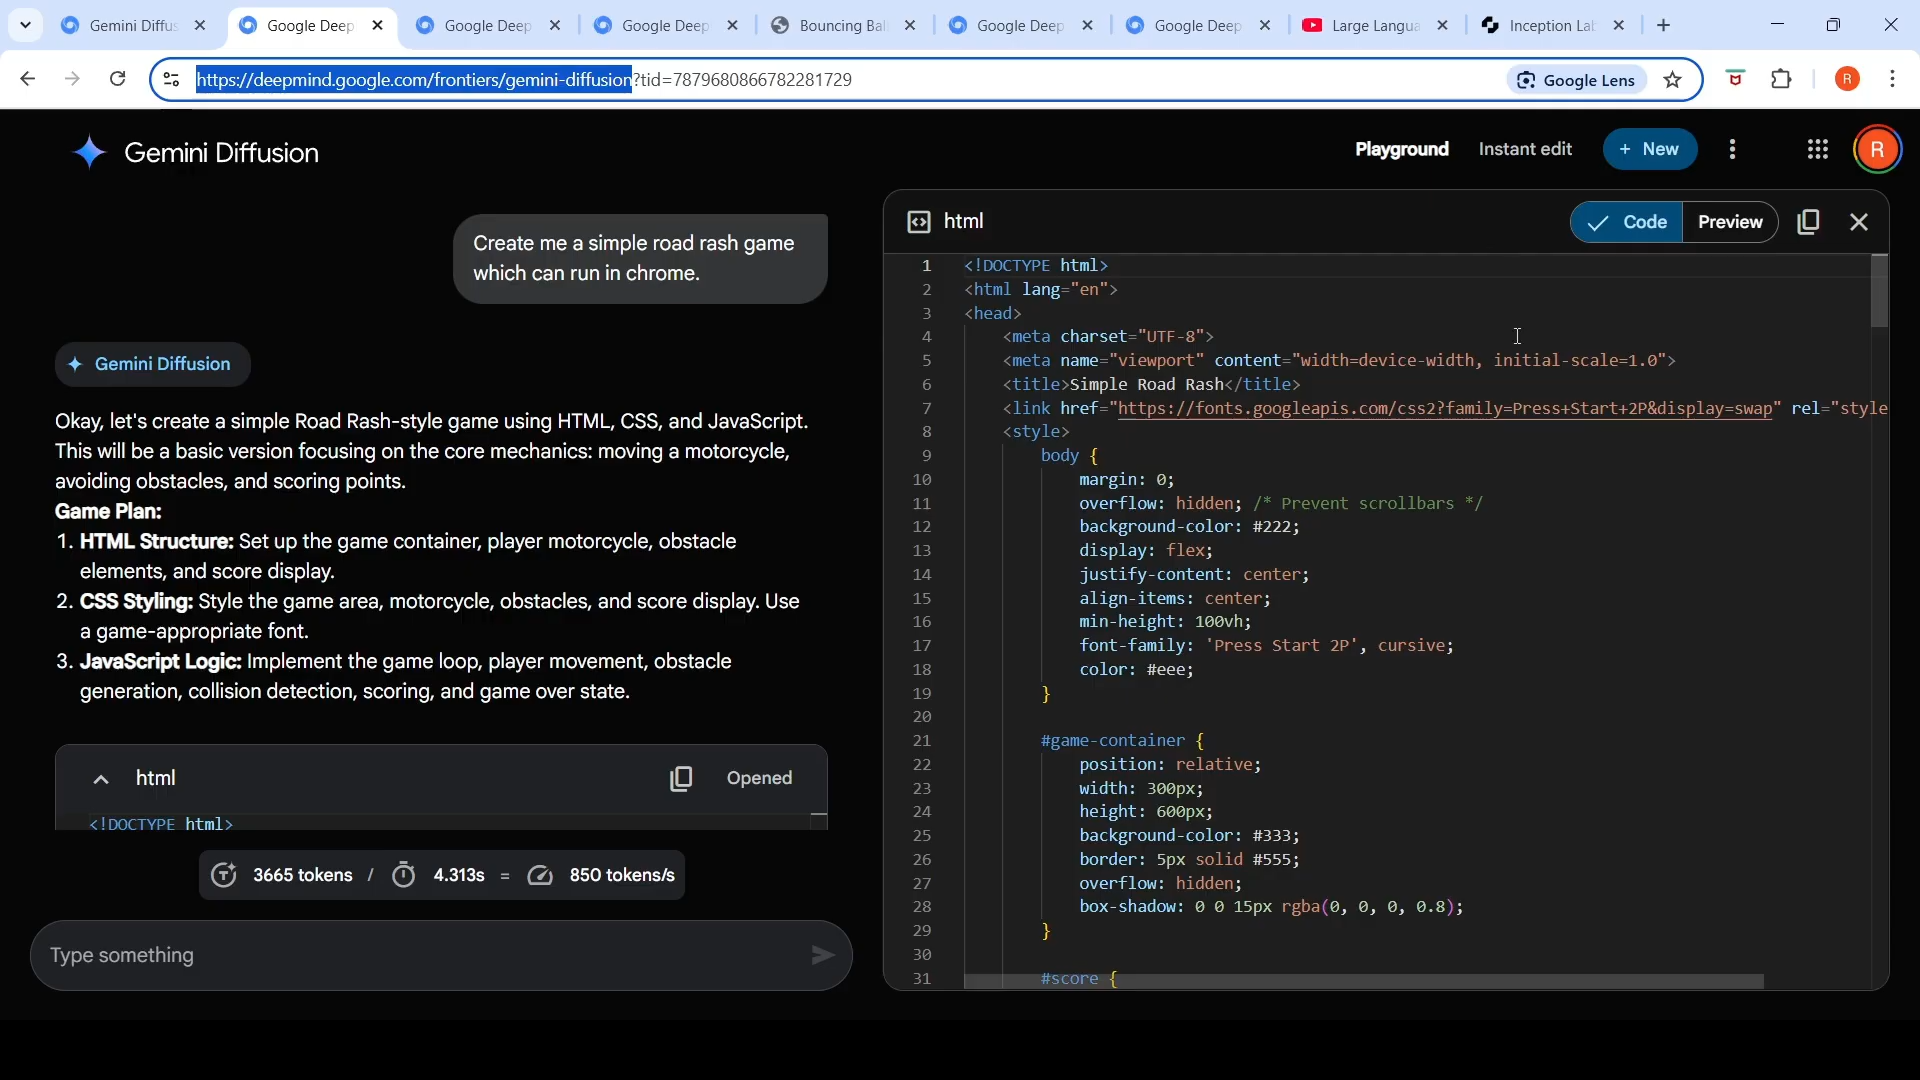 Gemini Diffus
Google Deep
Google Deep
Google Deep
Bouncing Bal
Google Deep
Google Deep
Large Langua
Inception Lab
https://deepmind.google.com/frontiers/gemini-diffusion?tid=7879680866782281729
Google Lens
R
Gemini Diffusion
Playground
Instant edit
+ New
R
Create me a simple road rash game
which can run in chrome.
Gemini Diffusion
Okay, let's create a simple Road Rash-style game using HTML, CSS, and JavaScript.
This will be a basic version focusing on the core mechanics: moving a motorcycle,
avoiding obstacles, and scoring points.
Game Plan:
1. HTML Structure: Set up the game container, player motorcycle, obstacle
elements, and score display.
2. CSS Styling: Style the game area, motorcycle, obstacles, and score display. Use
a game-appropriate font.
3. JavaScript Logic: Implement the game loop, player movement, obstacle
generation, collision detection, scoring, and game over state.
html
Opened
<!DOCTYPE html>
3665 tokens / 4.313s = 850 tokens/s
Type something
html
Code
Preview
1 <!DOCTYPE html>
2 <html lang="en">
3 <head>
4 <meta charset="UTF-8">
5 <meta name="viewport" content="width=device-width, initial-scale=1.0">
6 <title>Simple Road Rash</title>
7 <link href="https://fonts.googleapis.com/css2?family=Press+Start+2P&display=swap" rel="style
8 <style>
9 body {
10 margin: 0;
11 overflow: hidden; /* Prevent scrollbars */
12 background-color: #222;
13 display: flex;
14 justify-content: center;
15 align-items: center;
16 min-height: 100vh;
17 font-family: 'Press Start 2P', cursive;
18 color: #eee;
19 }
20
21 #game-container {
22 position: relative;
23 width: 300px;
24 height: 600px;
25 background-color: #333;
26 border: 5px solid #555;
27 overflow: hidden;
28 box-shadow: 0 0 15px rgba(0, 0, 0, 0.8);
29 }
30
31 #score {